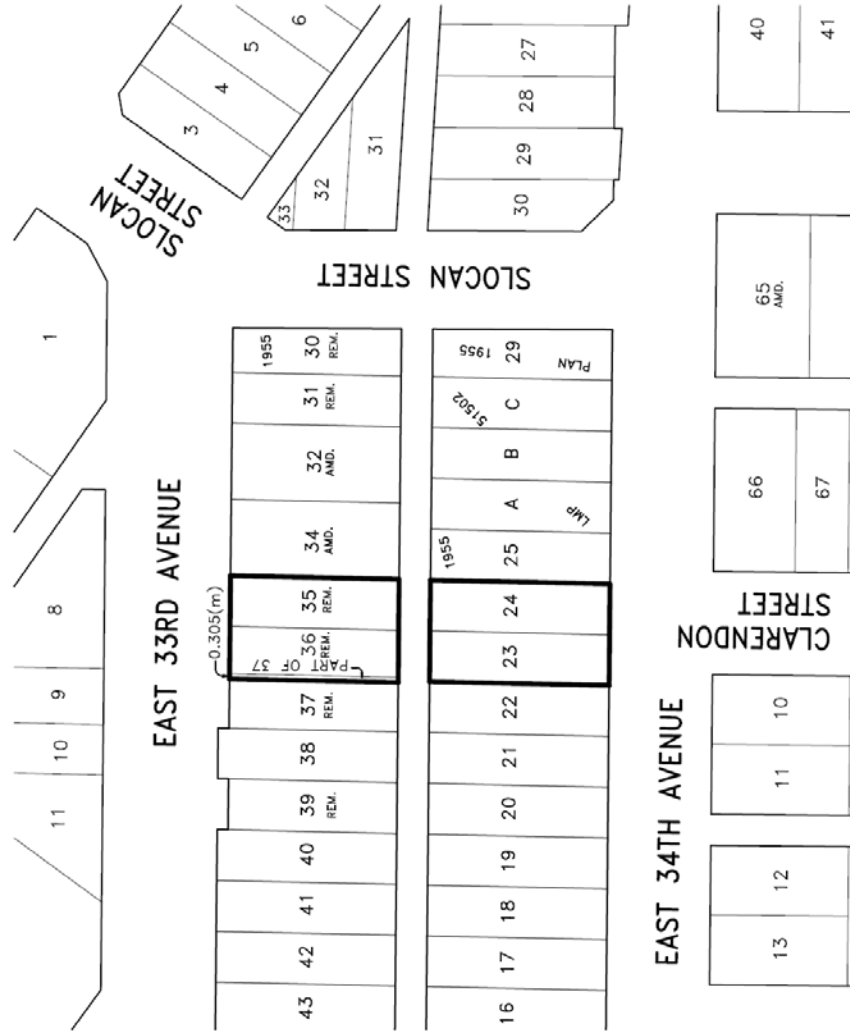 3
4
5
6
SLOCAN
STREET
33
32
31
27
28
29
30
40
41
1
SLOCAN STREET
65
AMD.
EAST 33RD AVENUE
8
9
10
11
0.305(m)
1955
30
REM.
31
REM.
32
AMD.
34
AMD.
35
REM.
36
REM.
PART OF 37
37
REM.
38
39
REM.
40
41
42
43
1955
29
PLAN
51502
C
B
A
LMP
1955
25
24
23
22
21
20
19
18
17
16
66
67
CLARENDON
STREET
EAST 34TH AVENUE
10
11
12
13